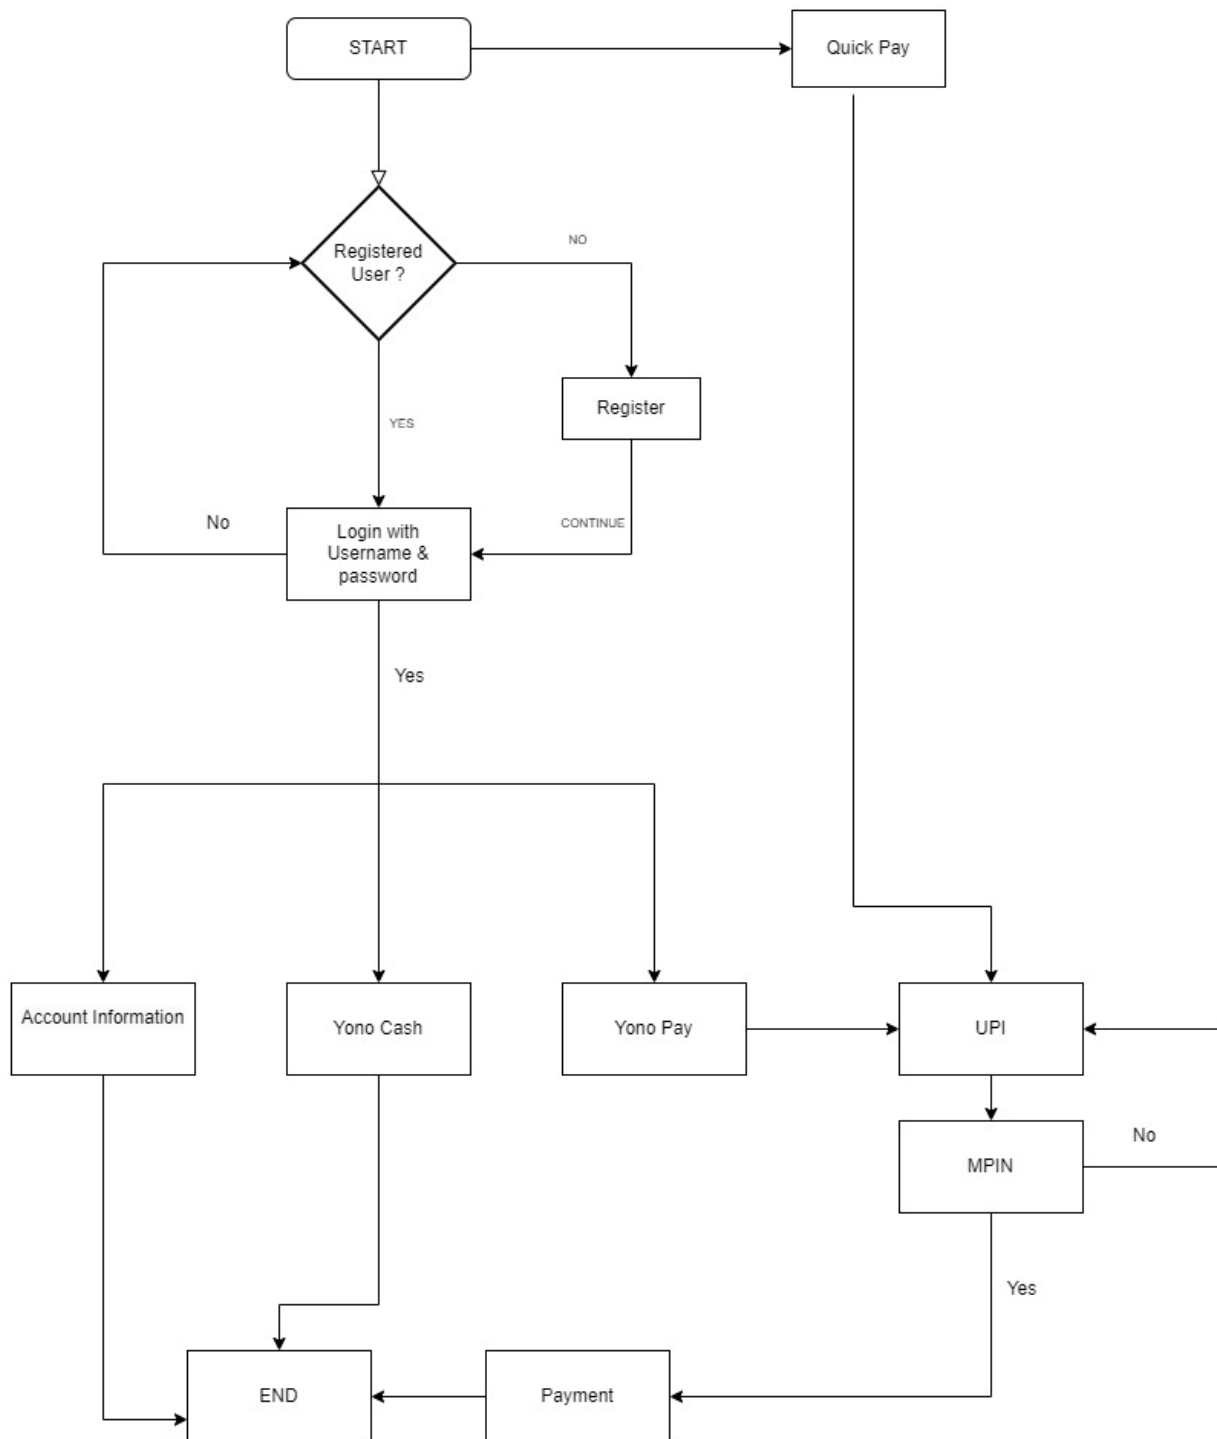 START
Quick Pay
Registered
User ?
NO
Register
YES
CONTINUE
No
Login with
Username &
password
Yes
Account Information
Yono Cash
Yono Pay
UPI
MPIN
No
Yes
END
Payment